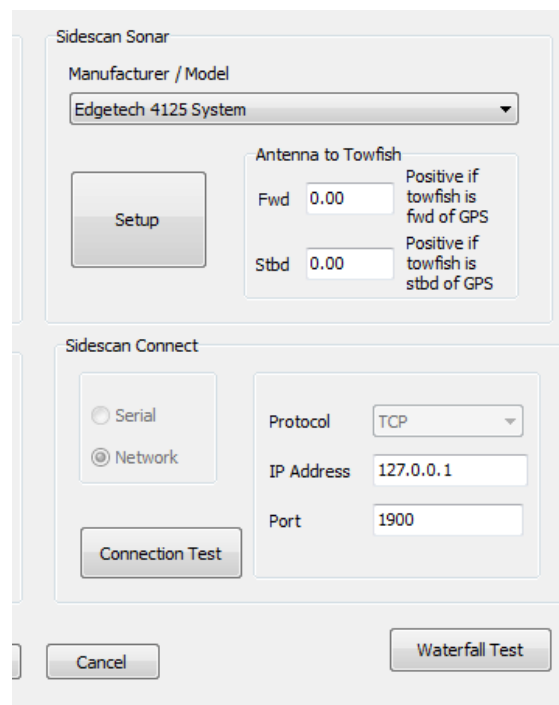 Sidescan Sonar
Manufacturer / Model
Edgetech 4125 System
Setup
Antenna to Towfish
Fwd 0.00 Positive if
towfish is
fwd of GPS
Stbd 0.00 Positive if
towfish is
stbd of GPS
Sidescan Connect
Serial
Network
Protocol TCP
IP Address 127.0.0.1
Port 1900
Connection Test
Cancel
Waterfall Test